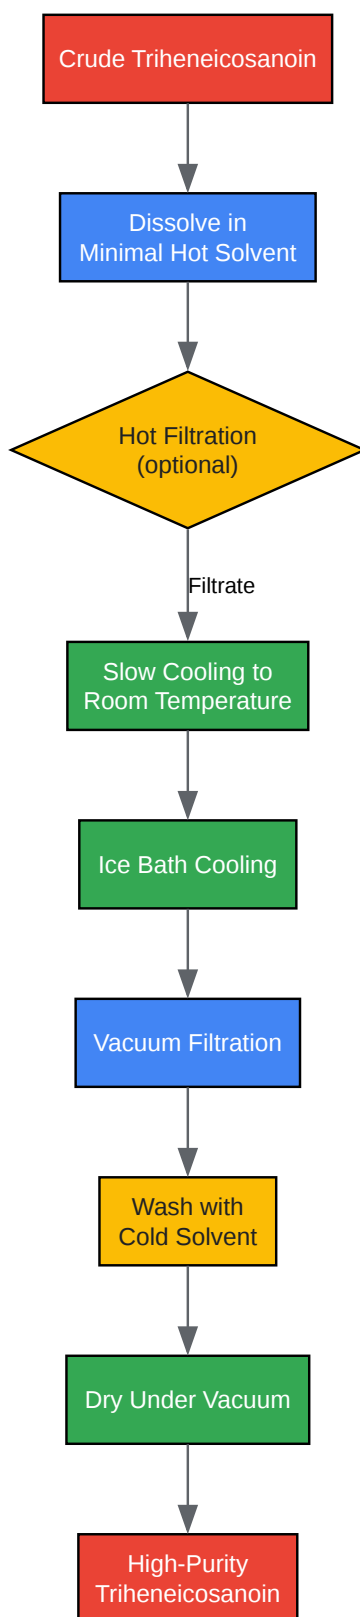 Crude Triheneicosanoin
Dissolve in
Minimal Hot Solvent
Hot Filtration
(optional)
Filtrate
Slow Cooling to
Room Temperature
Ice Bath Cooling
Vacuum Filtration
Wash with
Cold Solvent
Dry Under Vacuum
High-Purity
Triheneicosanoin